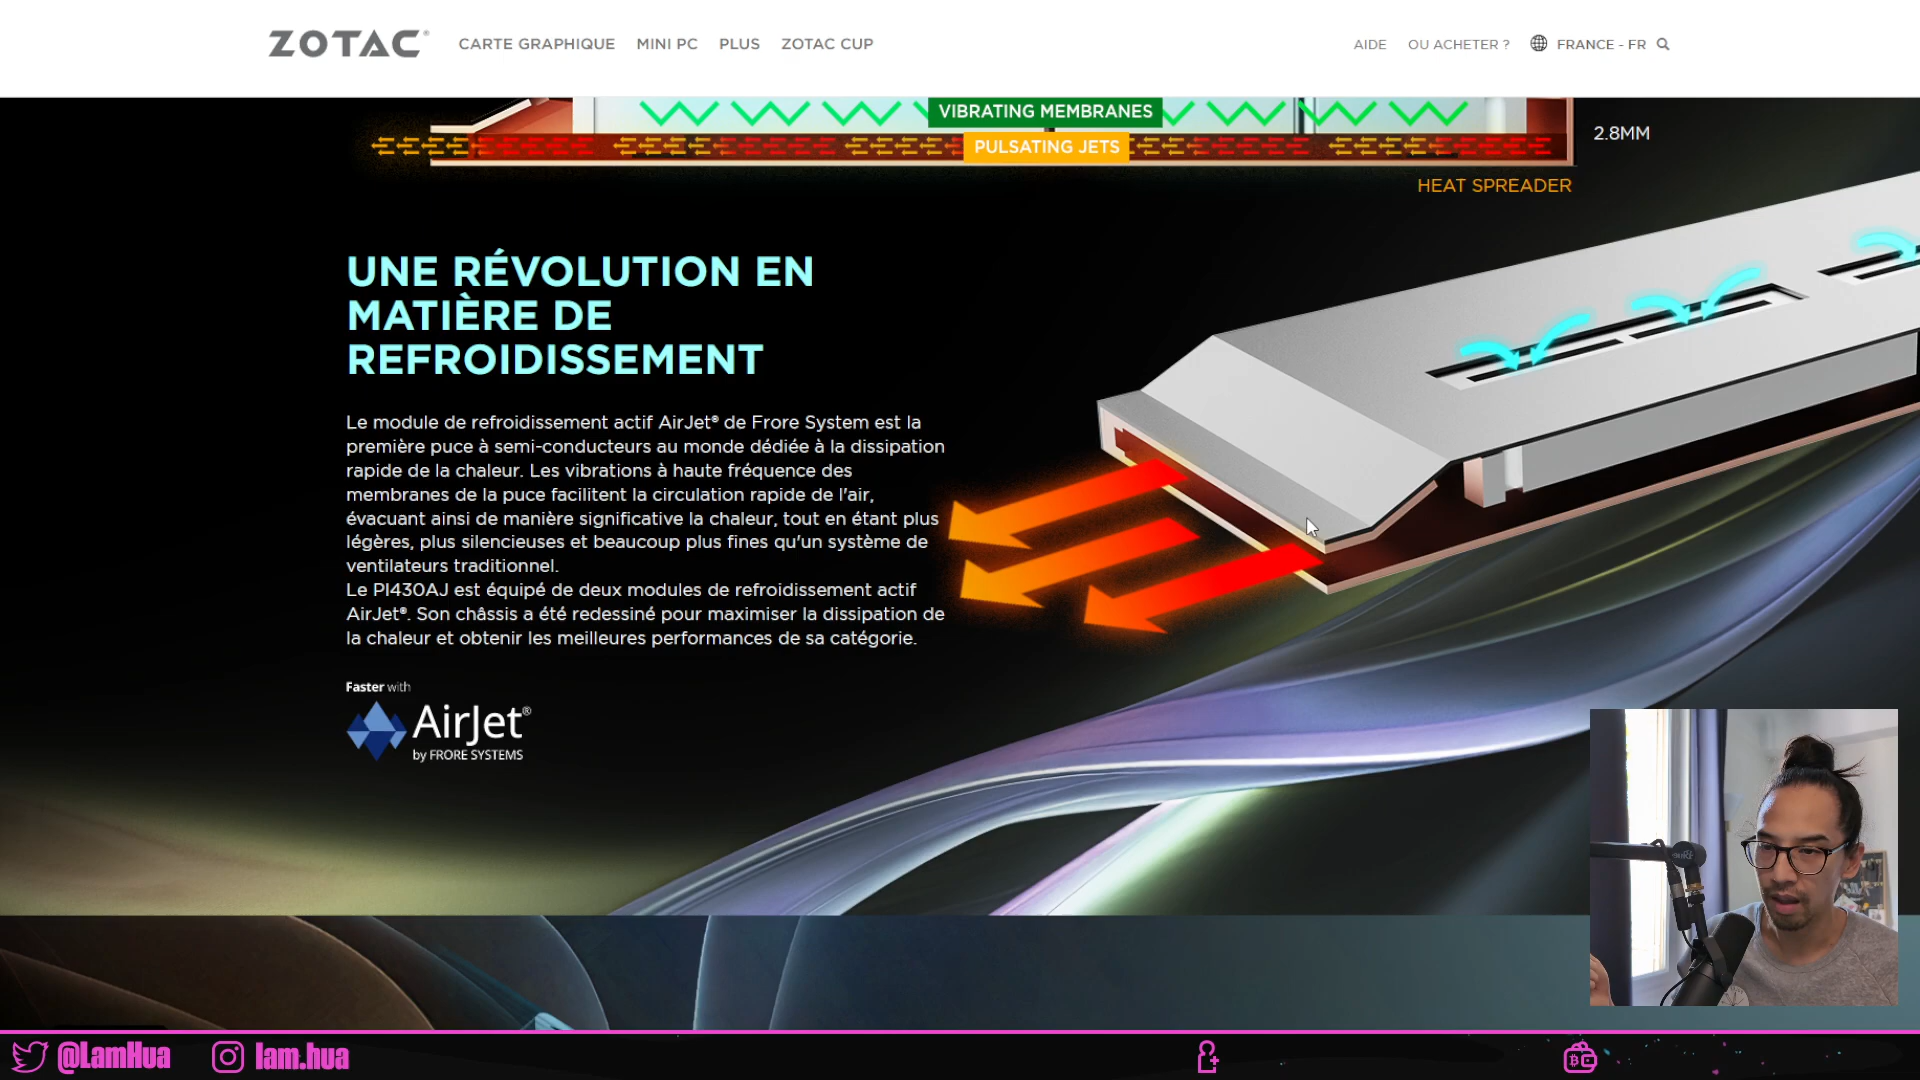 ZOTAC®
CARTE GRAPHIQUE
MINI PC
PLUS
ZOTAC CUP
AIDE
OU ACHETER ?
FRANCE - FR
VIBRATING MEMBRANES
PULSATING JETS
2.8MM
HEAT SPREADER
UNE RÉVOLUTION EN
MATIÈRE DE
REFROIDISSEMENT
Le module de refroidissement actif AirJet® de Frore System est la
première puce à semi-conducteurs au monde dédiée à la dissipation
rapide de la chaleur. Les vibrations à haute fréquence des
membranes de la puce facilitent la circulation rapide de l'air,
évacuant ainsi de manière significative la chaleur, tout en étant plus
légères, plus silencieuses et beaucoup plus fines qu'un système de
ventilateurs traditionnel.
Le PI430AJ est équipé de deux modules de refroidissement actif
AirJet®. Son châssis a été redessiné pour maximiser la dissipation de
la chaleur et obtenir les meilleures performances de sa catégorie.
Faster with
AirJet®
by FRORE SYSTEMS
@LamHua
lam.hua